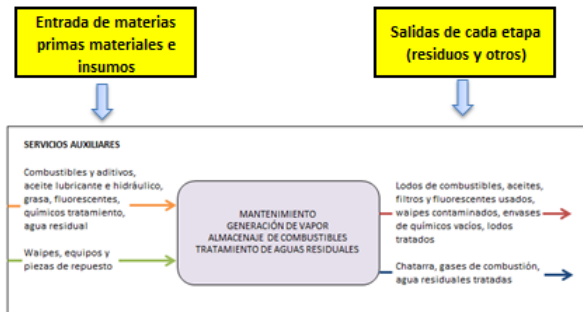 Entrada de materias
primas materiales e
insumos
Salidas de cada etapa
(residuos y otros)
SERVICIOS AUXILIARES
Combustibles y aditivos,
aceite lubricante e hidráulico,
grasa, fluorescentes,
químicos tratamiento,
agua residual
Waipes, equipos y
piezas de repuesto
MANTENIMIENTO
GENERACIÓN DE VAPOR
ALMACENAJE DE COMBUSTIBLES
TRATAMIENTO DE AGUAS RESIDUALES
Lodos de combustibles, aceites,
filtros y fluorescentes usados,
waipes contaminados, envases
de químicos vacíos, lodos
tratados
Chatarra, gases de combustión,
agua residuales tratadas